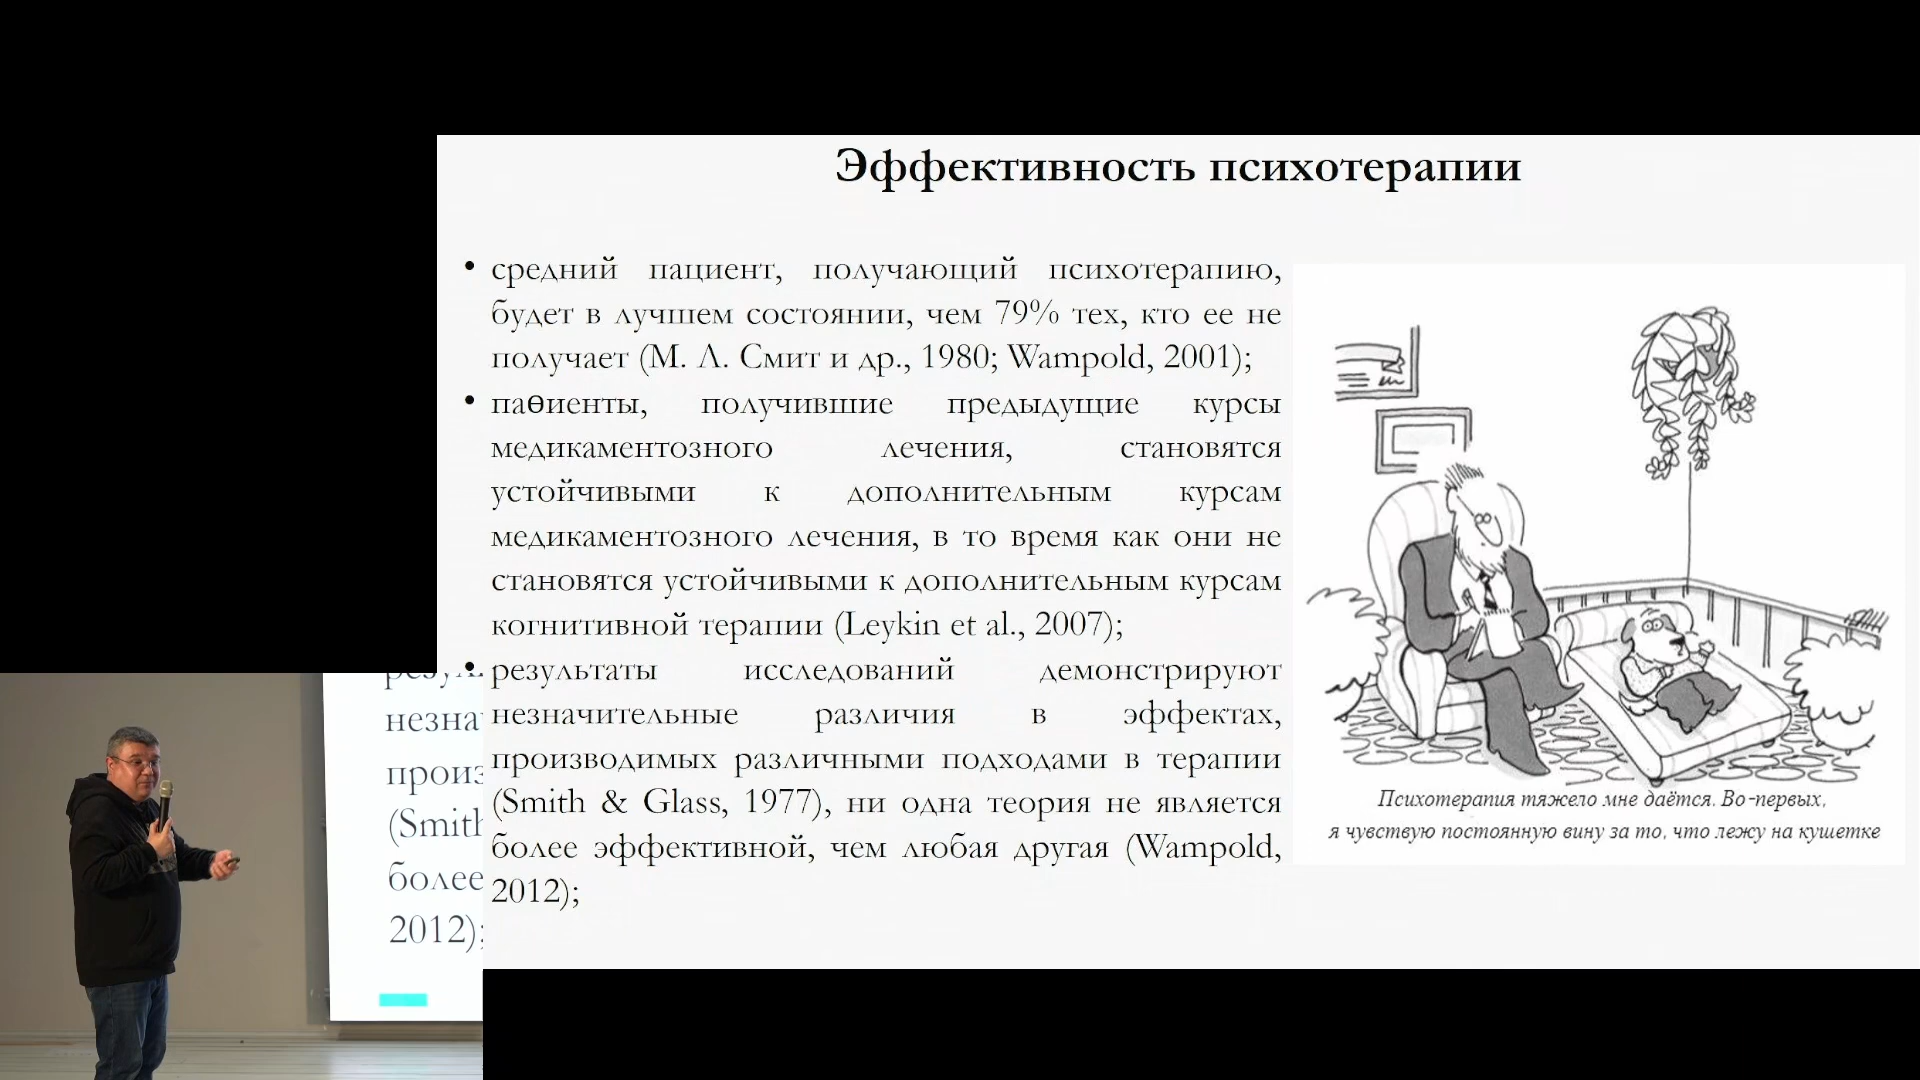 Эффективность психотерапии
• средний пациент, получающий психотерапию,
будет в лучшем состоянии, чем 79% тех, кто ее не
получает (М. Л. Смит и др., 1980; Wampold, 2001);
• паѳиенты, получившие предыдущие курсы
медикаментозного лечения, становятся
устойчивыми к дополнительным курсам
медикаментозного лечения, в то время как они не
становятся устойчивыми к дополнительным курсам
когнитивной терапии (Leykin et al., 2007);
• результаты исследований демонстрируют
незначительные различия в эффектах,
производимых различными подходами в терапии
(Smith & Glass, 1977), ни одна теория не является
более эффективной, чем любая другая (Wampold,
2012);
Психотерапия тяжело мне даётся. Во-первых,
я чувствую постоянную вину за то, что лежу на кушетке
резул
незна
произ
(Smith
более
2012);